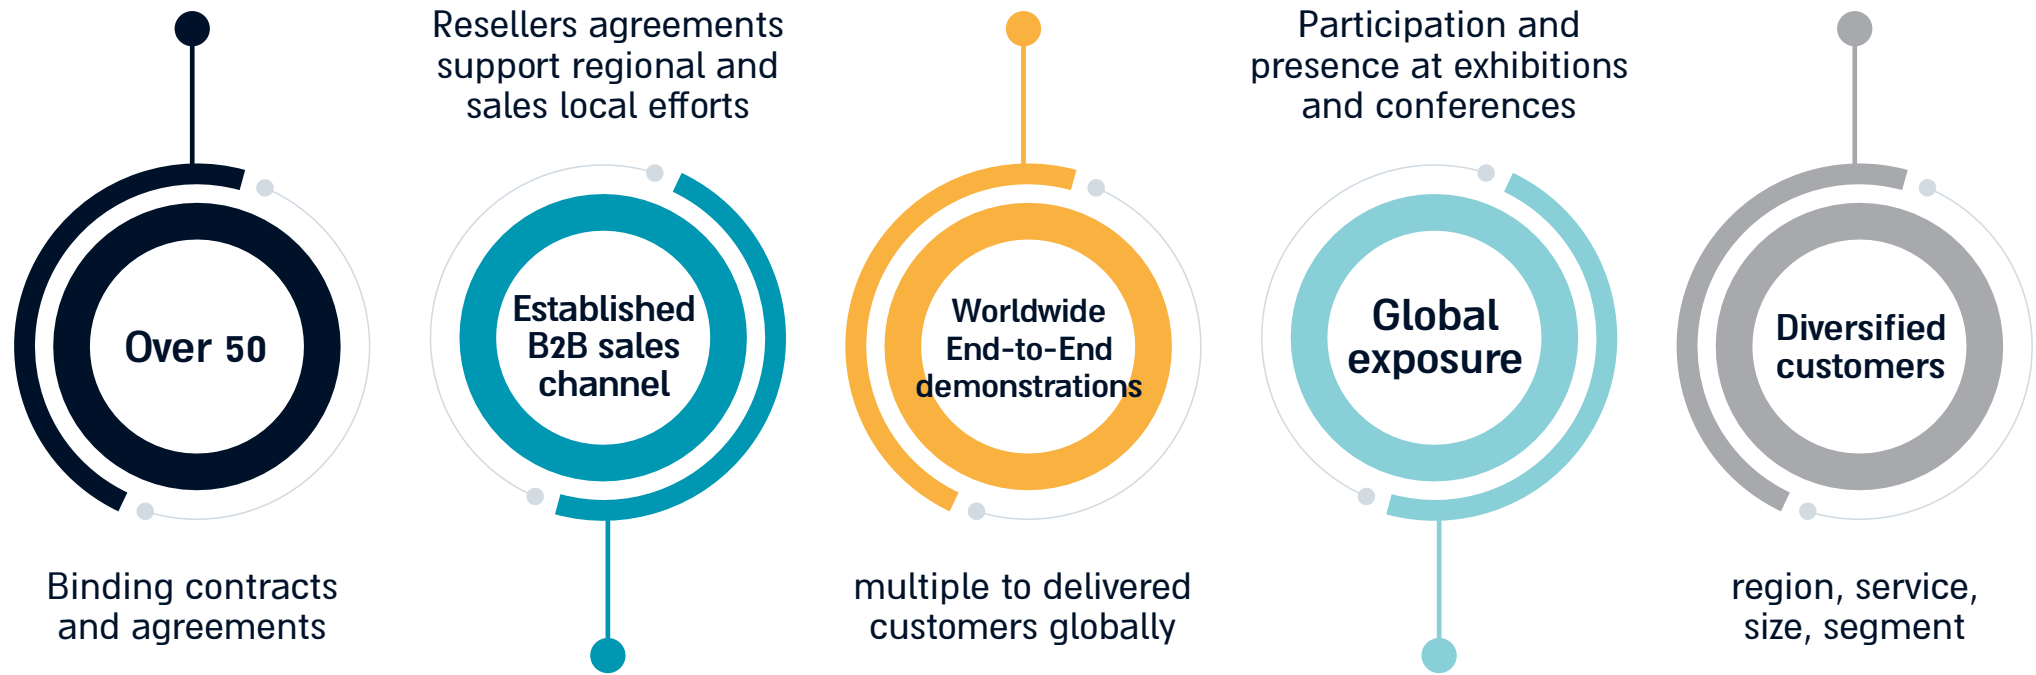 Over 50
Binding contracts
and agreements
Resellers agreements
support regional and
sales local efforts
Established
B2B sales
channel
Worldwide
End-to-End
demonstrations
multiple to delivered
customers globally
Participation and
presence at exhibitions
and conferences
Global
exposure
Diversified
customers
region, service,
size, segment